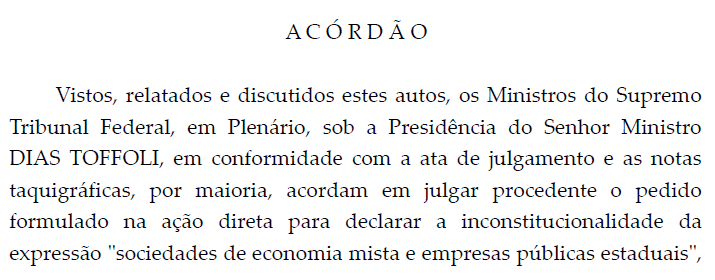 ACÓRDÃO
Vistos, relatados e discutidos estes autos, os Ministros do Supremo
Tribunal Federal, em Plenário, sob a Presidência do Senhor Ministro
DIAS TOFFOLI, em conformidade com a ata de julgamento e as notas
taquigráficas, por maioria, acordam em julgar procedente o pedido
formulado na ação direta para declarar a inconstitucionalidade da
expressão "sociedades de economia mista e empresas públicas estaduais",